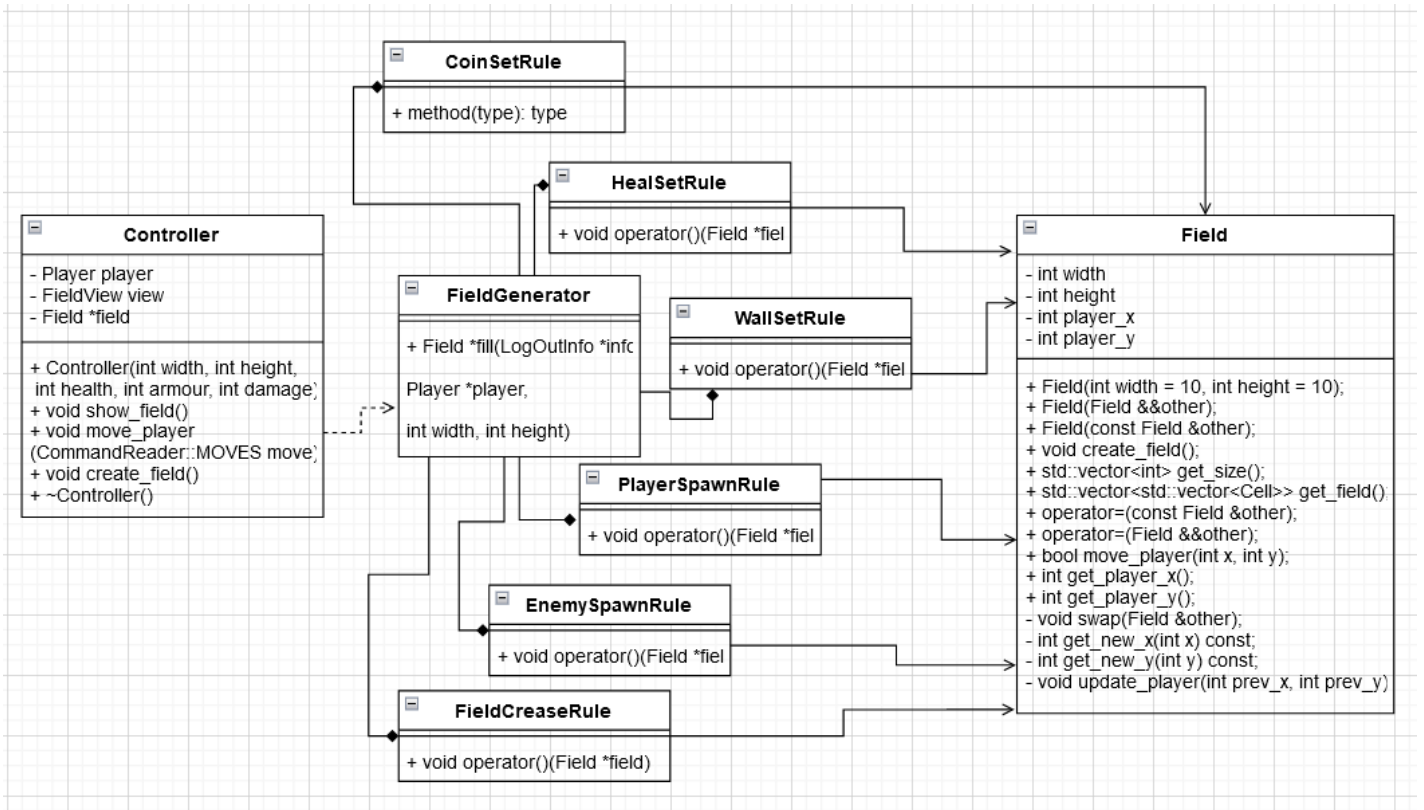 CoinSetRule
+ method(type): type
HealSetRule
+ void operator()(Field *fiel
Controller
- Player player
- FieldView view
- Field *field
+ Controller(int width, int height,
int health, int armour, int damage)
+ void show_field()
+ void move_player
(CommandReader::MOVES move)
+ void create_field()
+ ~Controller()
FieldGenerator
+ Field *fill(LogOutInfo *info
Player *player,
int width, int height)
WallSetRule
+ void operator()(Field *fiel
PlayerSpawnRule
+ void operator()(Field *fiel
EnemySpawnRule
+ void operator()(Field *fiel
FieldCreaseRule
+ void operator()(Field *field)
Field
- int width
- int height
- int player_x
- int player_y
+ Field(int width = 10, int height = 10);
+ Field(Field &&other);
+ Field(const Field &other);
+ void create_field();
+ std::vector<int> get_size();
+ std::vector<std::vector<Cell>> get_field();
+ operator=(const Field &other);
+ operator=(Field &&other);
+ bool move_player(int x, int y);
+ int get_player_x();
+ int get_player_y();
- void swap(Field &other);
- int get_new_x(int x) const;
- int get_new_y(int y) const;
- void update_player(int prev_x, int prev_y)